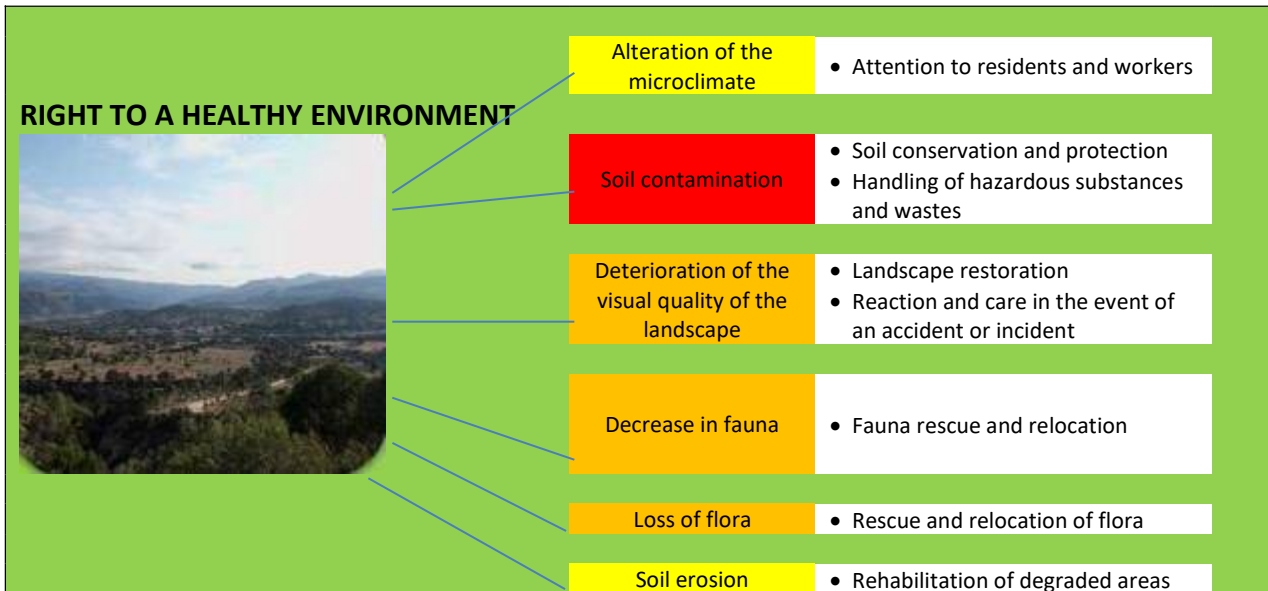 RIGHT TO A HEALTHY ENVIRONMENT
Alteration of the
microclimate
• Attention to residents and workers
Soil contamination
• Soil conservation and protection
• Handling of hazardous substances
and wastes
Deterioration of the
visual quality of the
landscape
• Landscape restoration
• Reaction and care in the event of
an accident or incident
Decrease in fauna
• Fauna rescue and relocation
Loss of flora
• Rescue and relocation of flora
Soil erosion
• Rehabilitation of degraded areas